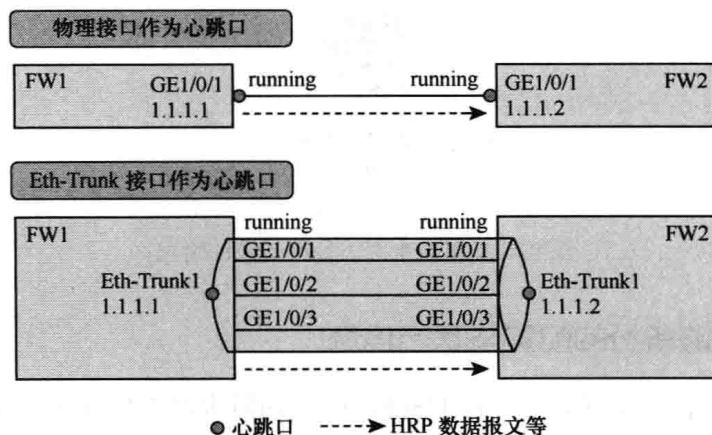 物理接口作为心跳口
FW1
GE1/0/1
1.1.1.1
running
running
GE1/0/1
1.1.1.2
FW2
Eth-Trunk 接口作为心跳口
FW1
Eth-Trunk1
1.1.1.1
running
running
GE1/0/1
GE1/0/1
GE1/0/2
GE1/0/2
GE1/0/3
GE1/0/3
FW2
Eth-Trunk1
1.1.1.2
心跳口
HRP 数据报文等